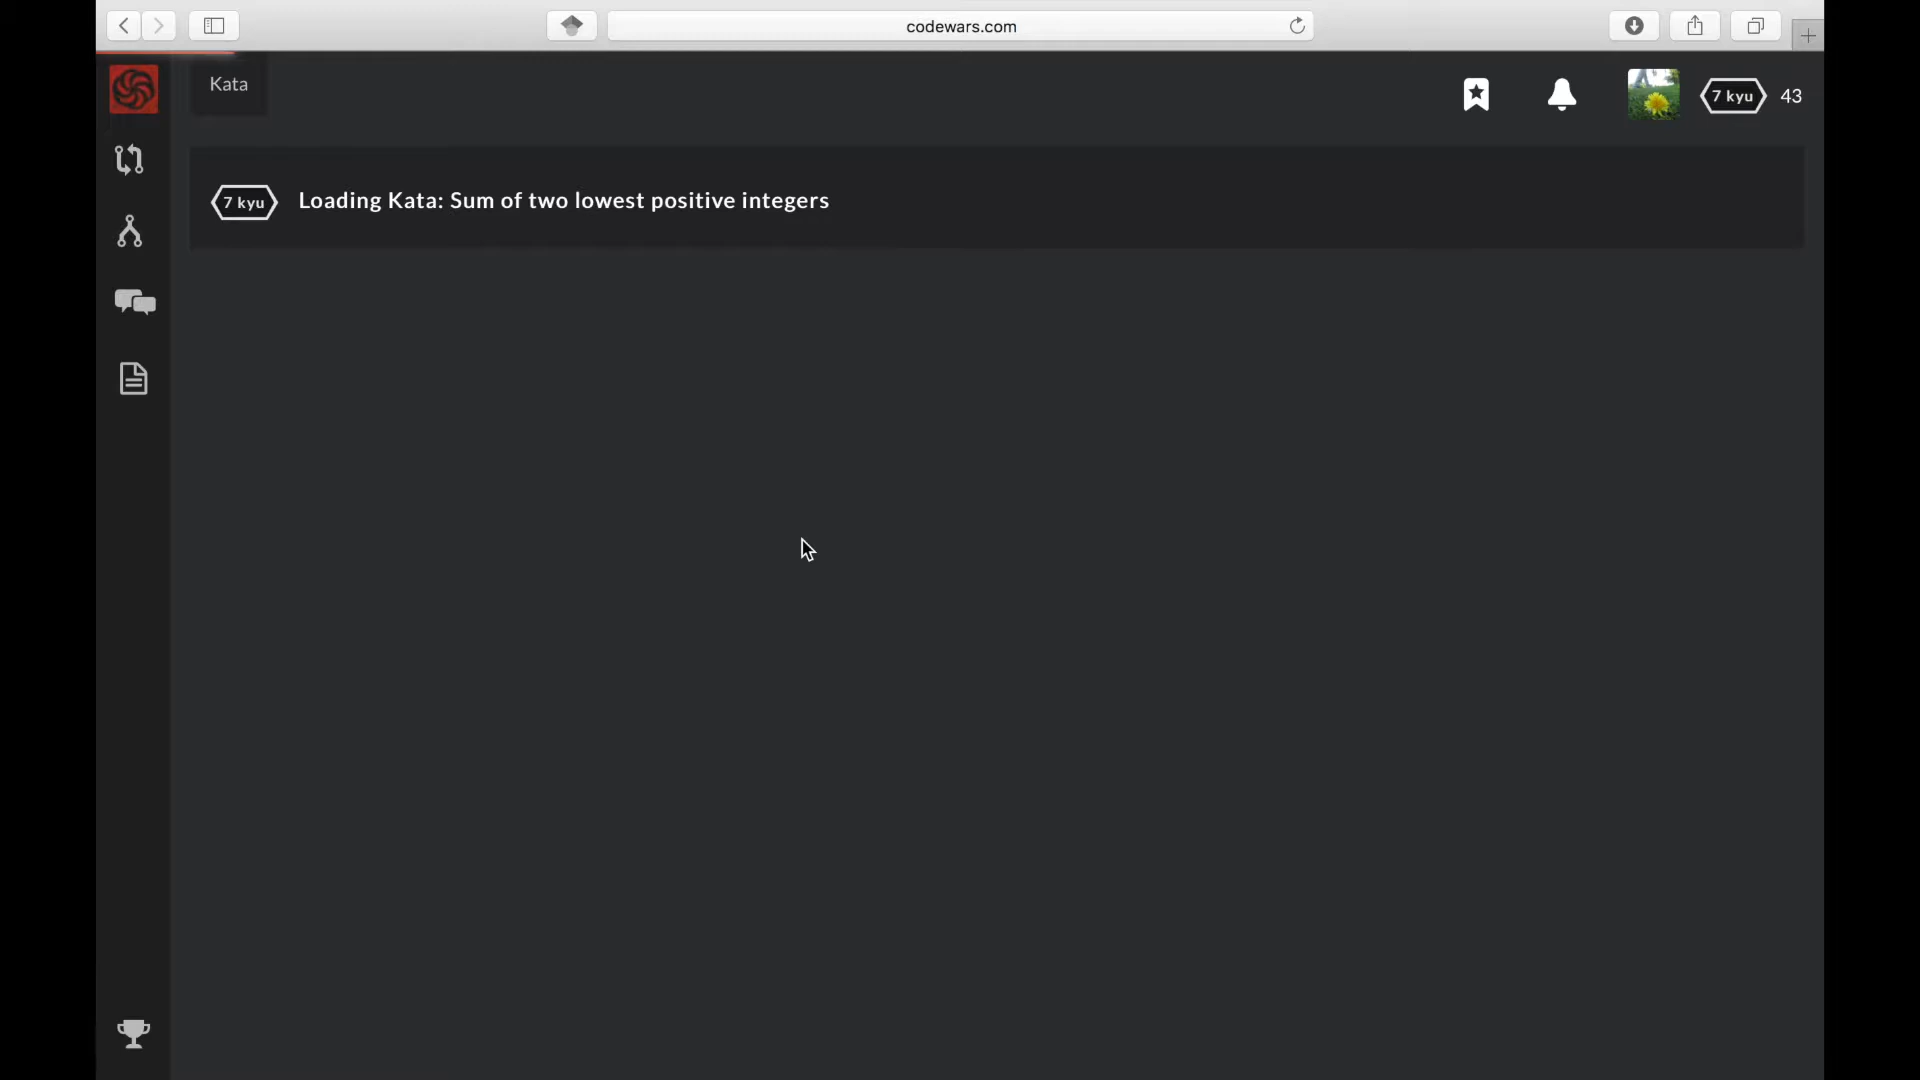 codewars.com
Kata
7 kyu
43
7 kyu
Loading Kata: Sum of two lowest positive integers